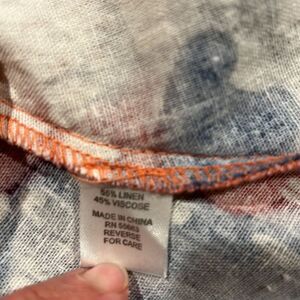 55% LINEN
45% VISCOSE
MADE IN CHINA
RN 55663
REVERSE
FOR CARE